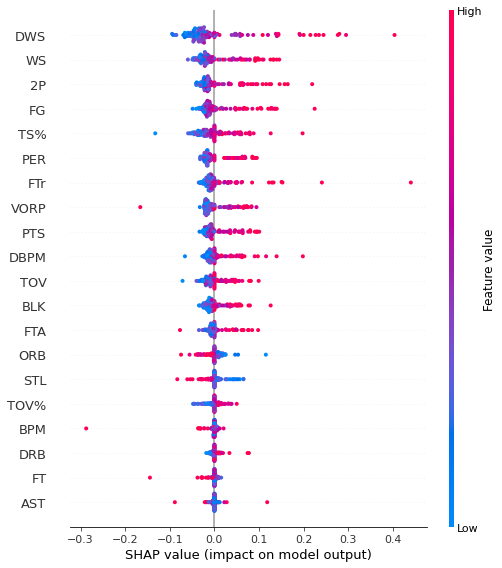 High
DWS
WS
2P
FG
TS%
PER
FTr
VORP
PTS
DBPM
TOV
BLK
FTA
ORB
STL
TOV%
BPM
DRB
FT
AST
Feature value
Low
−0.3 −0.2 −0.1 0.0 0.1 0.2 0.3 0.4
SHAP value (impact on model output)